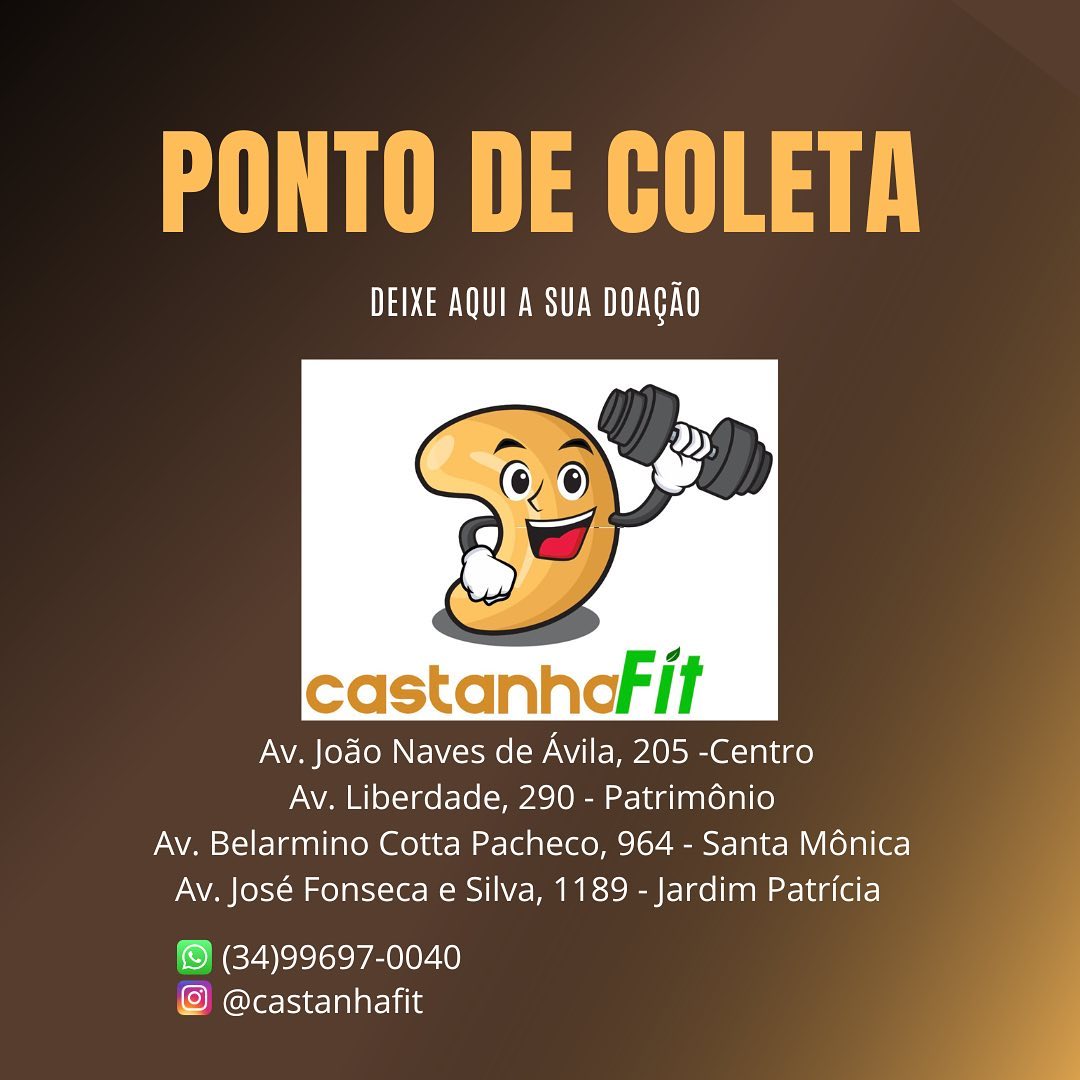 PONTO DE COLETA
DEIXE AQUI A SUA DOAÇÃO
castanhaFit
Av. João Naves de Ávila, 205 -Centro
Av. Liberdade, 290 - Patrimônio
Av. Belarmino Cotta Pacheco, 964 - Santa Mônica
Av. José Fonseca e Silva, 1189 - Jardim Patrícia
(34)99697-0040
@castanhafit